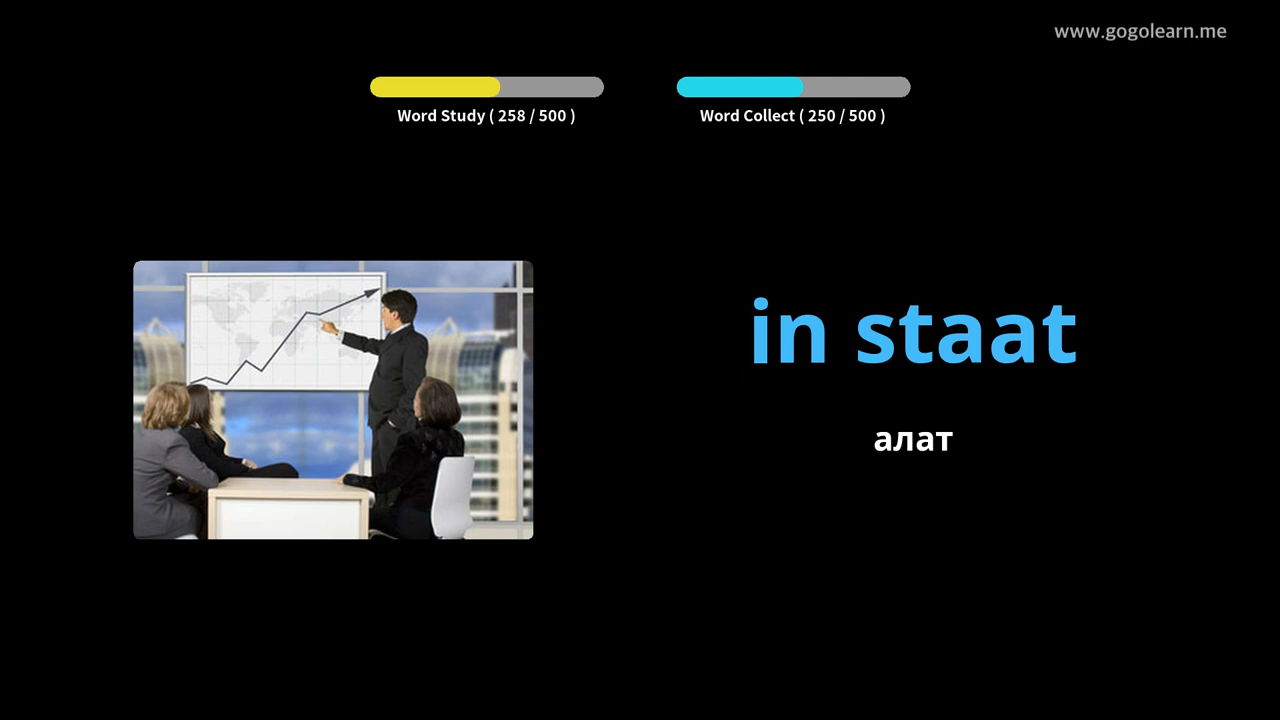 www.gogolearn.me
Word Study ( 258 / 500 )
Word Collect ( 250 / 500 )
in staat
алат